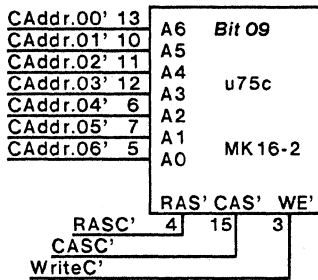 CAddr.00' 13 A6 Bit 09
CAddr.01' 10 A5
CAddr.02' 11 A4 u75c
CAddr.03' 12 A3
CAddr.04' 6 A2
CAddr.05' 7 A1 MK16-2
CAddr.06' 5 A0
RAS' CAS' WE'
RASC' 4 15 3
CASC'
WriteC'